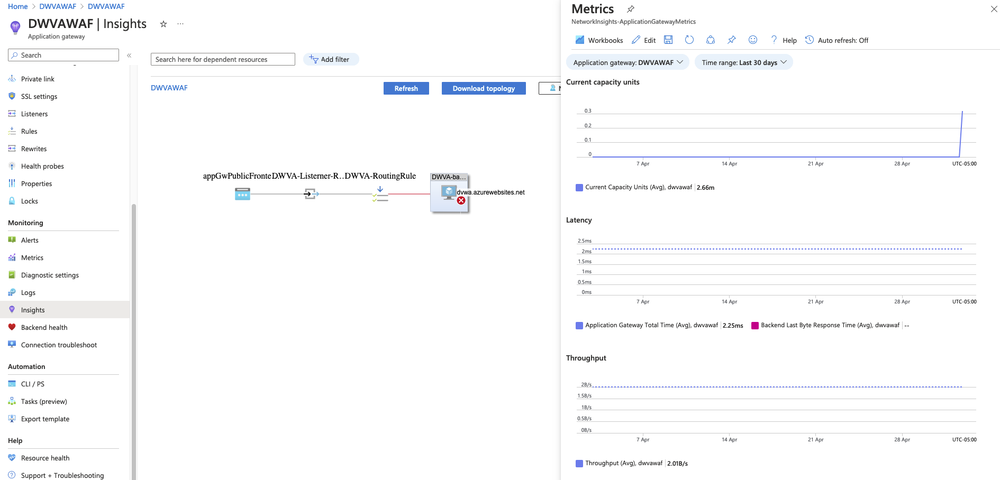 Home > DWVAWAF > DWVAWAF
DWVAWAF | Insights
Application gateway
Search
Private link
SSL settings
Listeners
Rules
Rewrites
Health probes
Properties
Locks
Monitoring
Alerts
Metrics
Diagnostic settings
Logs
Insights
Backend health
Connection troubleshoot
Automation
CLI / PS
Tasks (preview)
Export template
Help
Resource health
Support + Troubleshooting
Search here for dependent resources
Add filter
DWVAWAF
Refresh
Download topology
appGwPublicFronte...
DWVA-Listerner-R...
DWVA-RoutingRule
DWVA-ba...
dvwa.azurewebsites.net
Metrics
NetworkInsights-ApplicationGatewayMetrics
Workbooks
Edit
Help
Auto refresh: Off
Application gateway: DWVAWAF
Time range: Last 30 days
Current capacity units
0.3
0.2
0.1
0
7 Apr
14 Apr
21 Apr
28 Apr
UTC-05:00
Current Capacity Units (Avg), dwvawaf
2.66m
Latency
2.5ms
2ms
1.5ms
1ms
0.5ms
0ms
7 Apr
14 Apr
21 Apr
28 Apr
UTC-05:00
Application Gateway Total Time (Avg), dwvawaf
2.25ms
Backend Last Byte Response Time (Avg), dwvawaf
--
Throughput
2B/s
1.5B/s
1B/s
0.5B/s
0B/s
7 Apr
14 Apr
21 Apr
28 Apr
UTC-05:00
Throughput (Avg), dwvawaf
2.01B/s